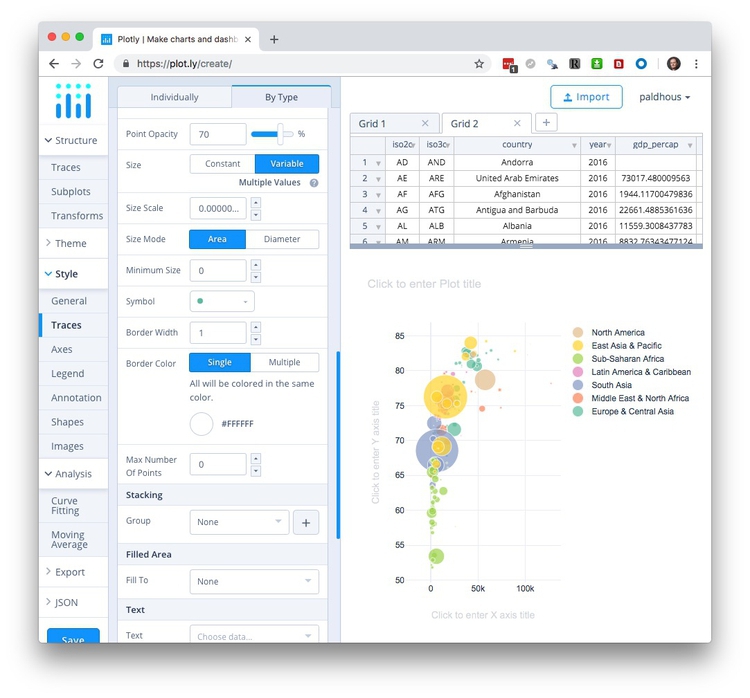 Plotly | Make charts and dashb
https://plot.ly/create/
1
Individually
By Type
Import
paldhous
Structure
Traces
Subplots
Transforms
Theme
Style
General
Traces
Axes
Legend
Annotation
Shapes
Images
Analysis
Curve
Fitting
Moving
Average
Export
JSON
Save
Point Opacity 70 %
Size Constant Variable
Multiple Values ?
Size Scale 0.00000...
Size Mode Area Diameter
Minimum Size 0
Symbol
Border Width 1
Border Color Single Multiple
All will be colored in the same
color.
#FFFFFF
Max Number
Of Points 0
Stacking
Group None +
Filled Area
Fill To None
Text
Text Choose data...
Grid 1 Grid 2 +
iso2c iso3c country year gdp_percap
1 AD AND Andorra 2016
2 AE ARE United Arab Emirates 2016 73017.480009563
3 AF AFG Afghanistan 2016 1944.11700479836
4 AG ATG Antigua and Barbuda 2016 22661.4885361636
5 AL ALB Albania 2016 11559.3008437783
6 AM ARM Armenia 2016 8832.76343477124
Click to enter Plot title
Click to enter Y axis title
85
80
75
70
65
60
55
50
0 50k 100k
Click to enter X axis title
North America
East Asia & Pacific
Sub-Saharan Africa
Latin America & Caribbean
South Asia
Middle East & North Africa
Europe & Central Asia